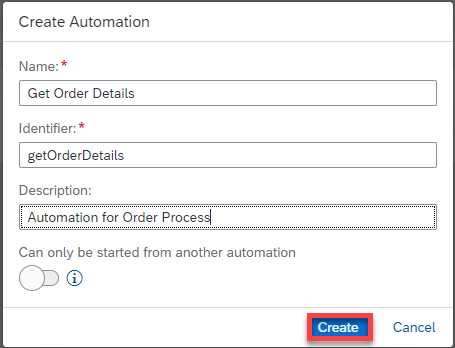 Create Automation
Name:*
Get Order Details
Identifier:*
getOrderDetails
Description:
Automation for Order Process
Can only be started from another automation
i
Create Cancel